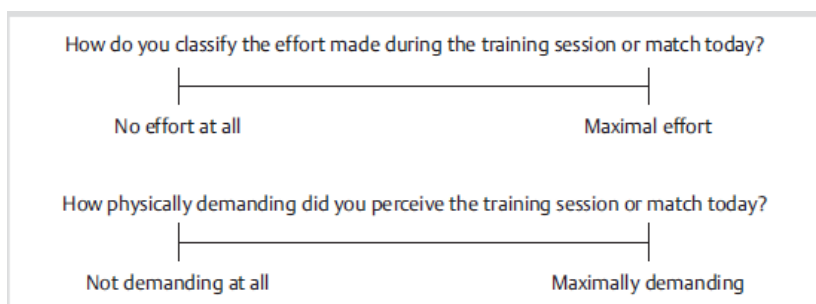 How do you classify the effort made during the training session or match today?
No effort at all
Maximal effort
How physically demanding did you perceive the training session or match today?
Not demanding at all
Maximally demanding